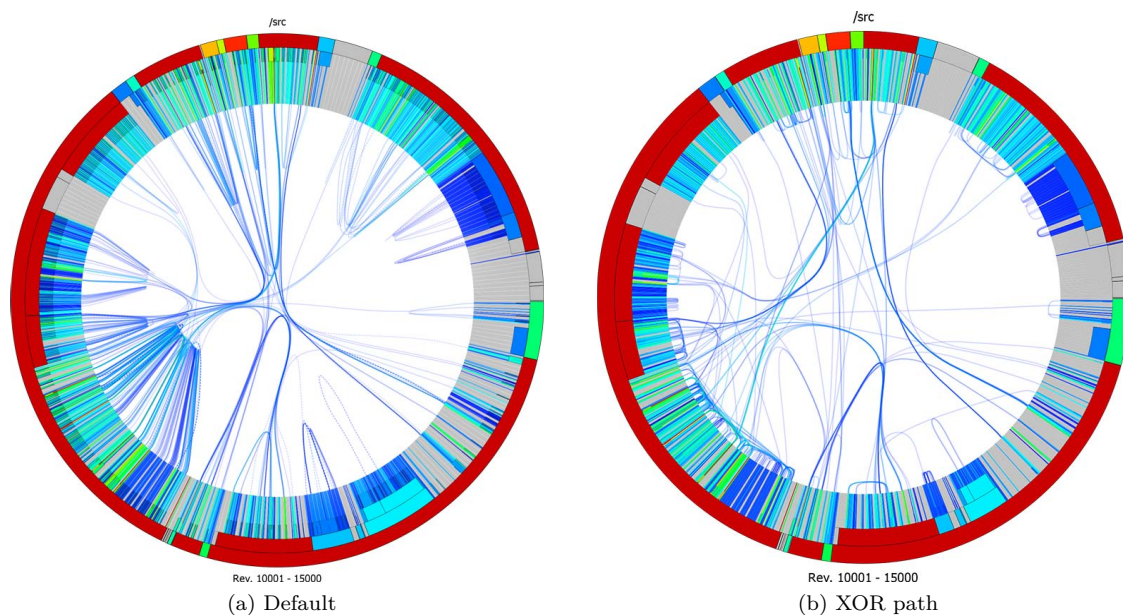 /src
/src
Rev. 10001 - 15000
Rev. 10001 - 15000
(a) Default
(b) XOR path